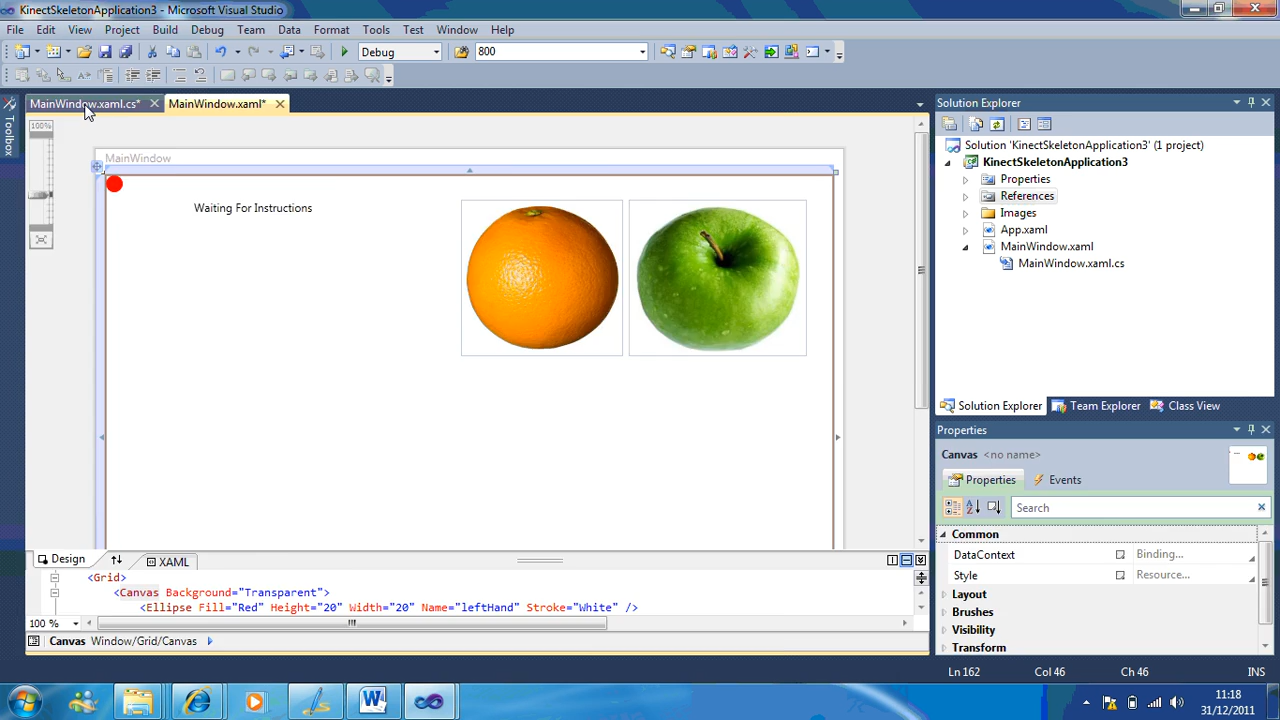 KinectSkeletonApplication3 - Microsoft Visual Studio
File Edit View Project Build Debug Team Data Format Tools Test Window Help
Debug 800
MainWindow.xaml.cs* MainWindow.xaml*
Toolbox
100%
MainWindow
Waiting For Instructions
Solution Explorer
Solution 'KinectSkeletonApplication3' (1 project)
KinectSkeletonApplication3
Properties
References
Images
App.xaml
MainWindow.xaml
MainWindow.xaml.cs
Solution Explorer Team Explorer Class View
Properties
Canvas <no name>
Properties Events
Search
Common
DataContext Binding...
Style Resource...
Layout
Brushes
Visibility
Transform
Design XAML
<Grid>
<Canvas Background="Transparent">
<Ellipse Fill="Red" Height="20" Width="20" Name="leftHand" Stroke="White" />
100 %
Canvas Window/Grid/Canvas
Ln 162 Col 46 Ch 46 INS
11:18
31/12/2011